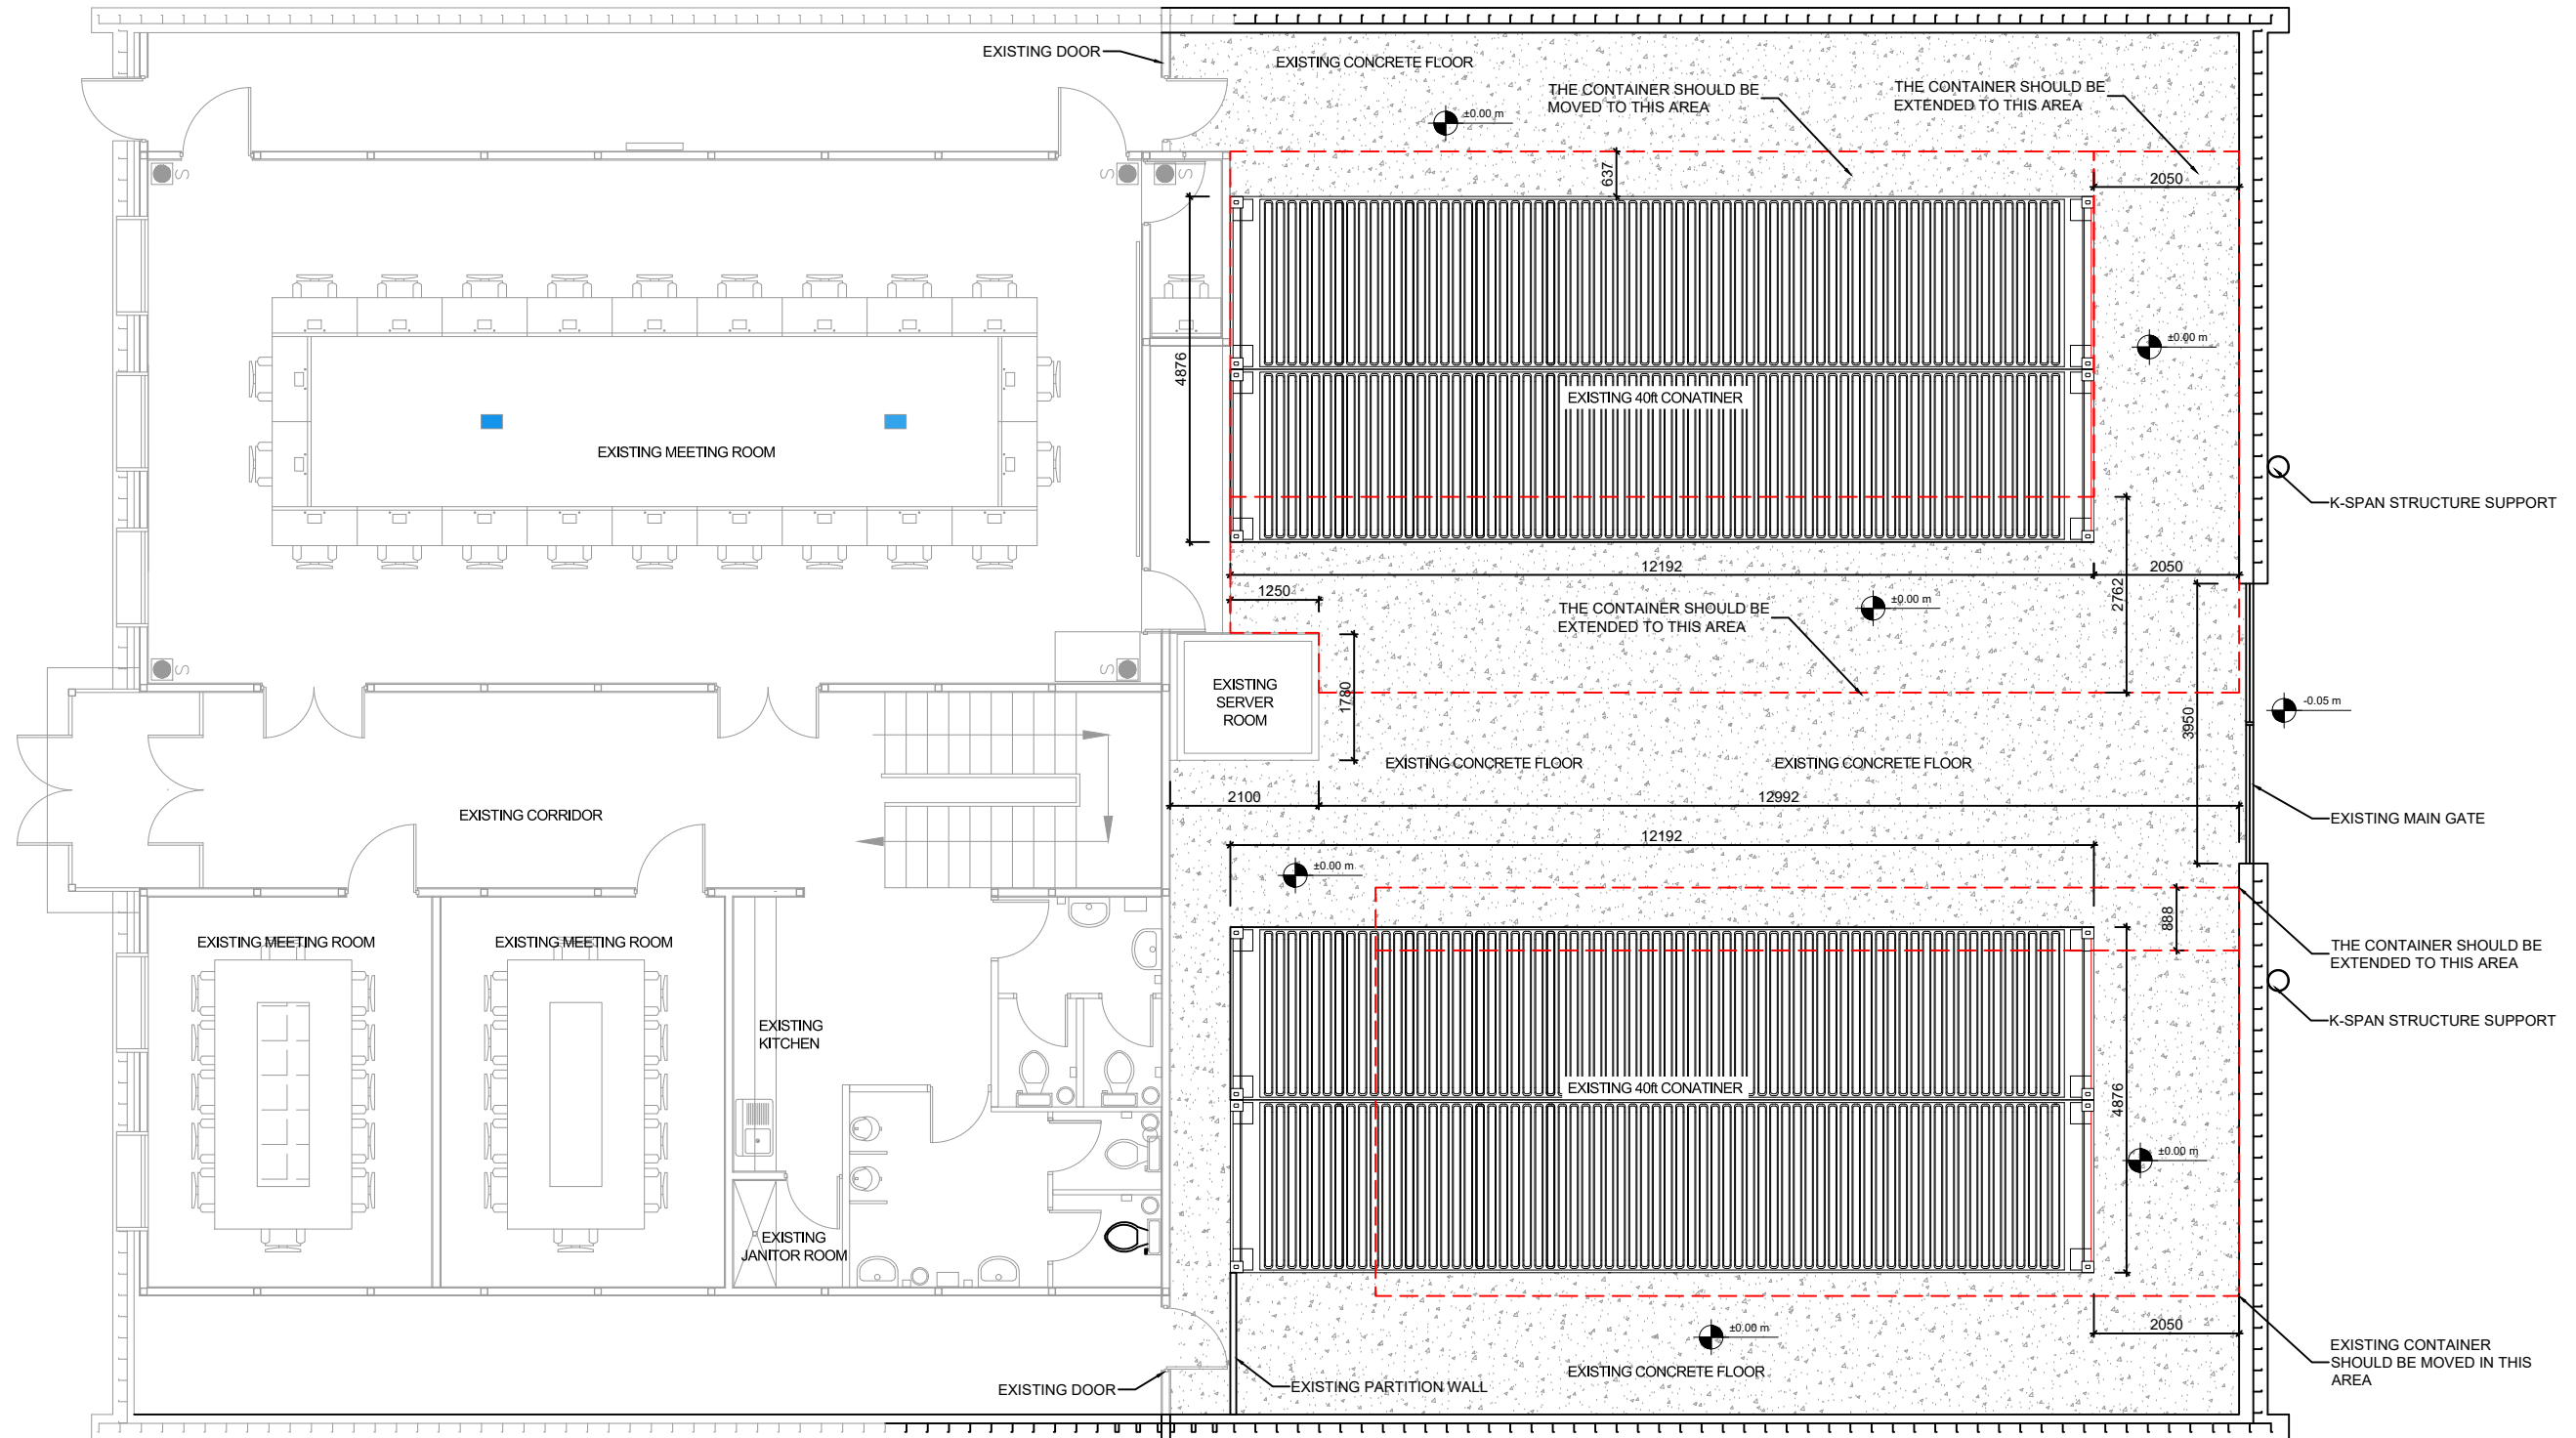 EXISTING DOOR
EXISTING CONCRETE FLOOR
THE CONTAINER SHOULD BE
MOVED TO THIS AREA
THE CONTAINER SHOULD BE
EXTENDED TO THIS AREA
±0.00 m
637
2050
S
S
S
4876
±0.00 m
EXISTING 40ft CONATINER
EXISTING MEETING ROOM
K-SPAN STRUCTURE SUPPORT
12192
2050
1250
2762
±0.00 m
THE CONTAINER SHOULD BE
EXTENDED TO THIS AREA
S
S
EXISTING
SERVER
ROOM
1780
3950
-0.05 m
EXISTING CONCRETE FLOOR
EXISTING CONCRETE FLOOR
2100
12992
EXISTING CORRIDOR
EXISTING MAIN GATE
12192
±0.00 m
888
EXISTING MEETING ROOM
EXISTING MEETING ROOM
THE CONTAINER SHOULD BE
EXTENDED TO THIS AREA
EXISTING
KITCHEN
K-SPAN STRUCTURE SUPPORT
EXISTING 40ft CONATINER
4876
±0.00 m
EXISTING
JANITOR ROOM
±0.00 m
2050
EXISTING CONTAINER
SHOULD BE MOVED IN THIS
AREA
EXISTING CONCRETE FLOOR
EXISTING DOOR
EXISTING PARTITION WALL